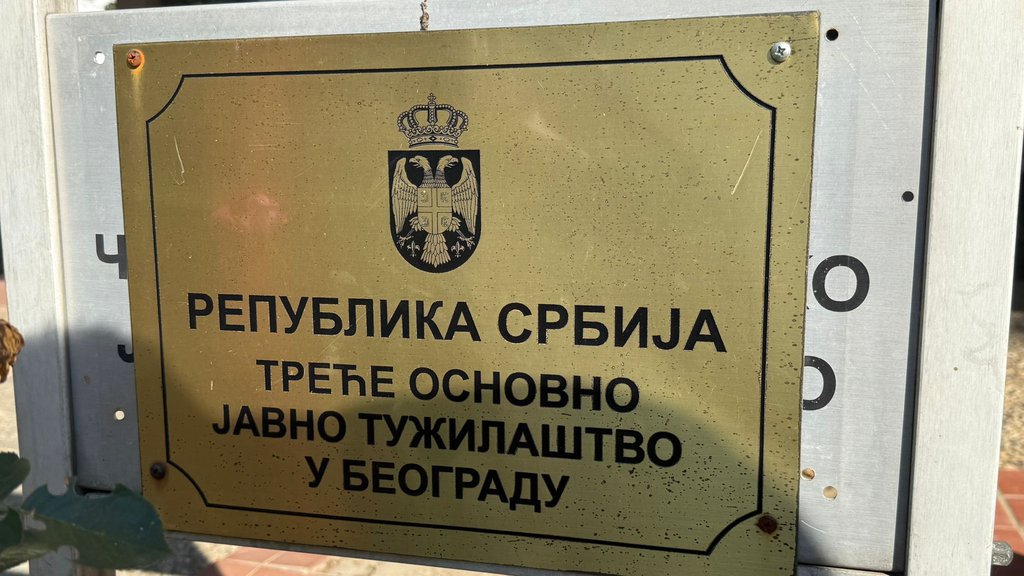 РЕПУБЛИКА СРБИЈА
ТРЕЋЕ ОСНОВНО
ЈАВНО ТУЖИЛАШТВО
У БЕОГРАДУ